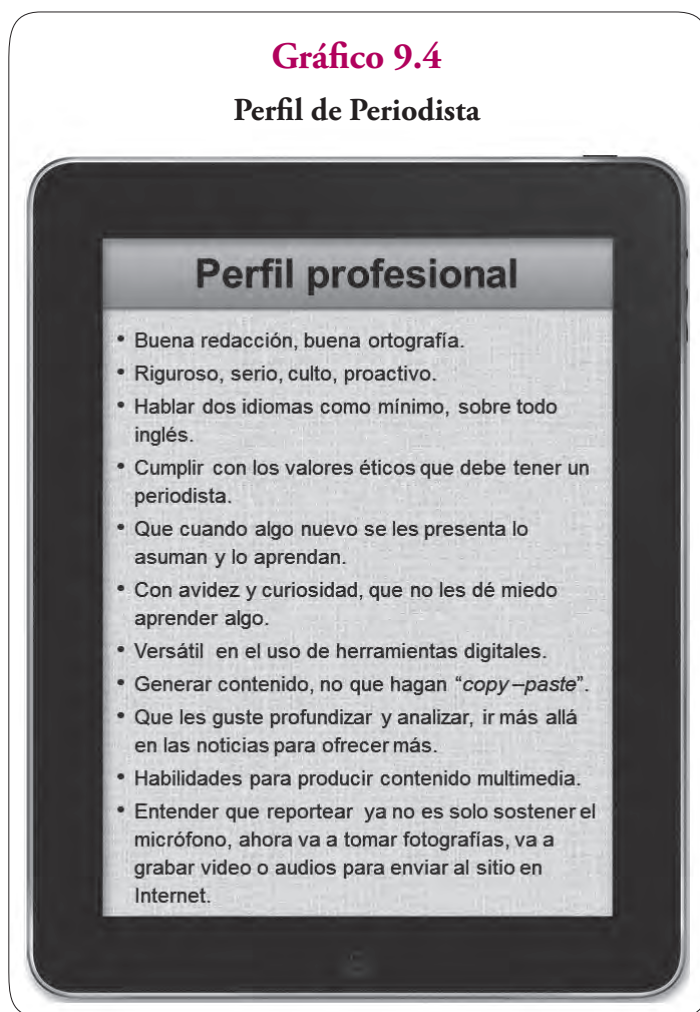 Gráfico 9.4
Perfil de Periodista
Perfil profesional
• Buena redacción, buena ortografía.
• Riguroso, serio, culto, proactivo.
• Hablar dos idiomas como mínimo, sobre todo
inglés.
• Cumplir con los valores éticos que debe tener un
periodista.
• Que cuando algo nuevo se les presenta lo
asuman y lo aprendan.
• Con avidez y curiosidad, que no les dé miedo
aprender algo.
• Versátil en el uso de herramientas digitales.
• Generar contenido, no que hagan “copy–paste”.
• Que les guste profundizar y analizar, ir más allá
en las noticias para ofrecer más.
• Habilidades para producir contenido multimedia.
• Entender que reportear ya no es solo sostener el
micrófono, ahora va a tomar fotografías, va a
grabar video o audios para enviar al sitio en
Internet.